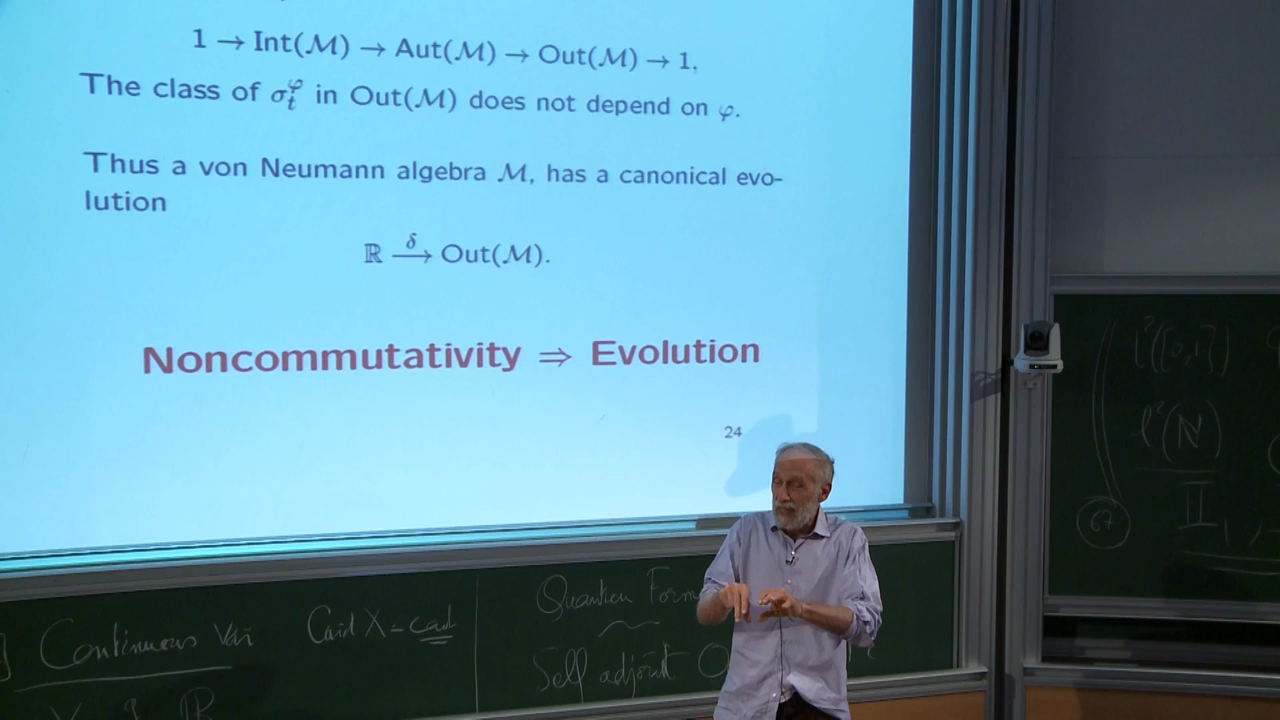 1 → Int(ℳ) → Aut(ℳ) → Out(ℳ) → 1.
The class of σ_t^φ in Out(ℳ) does not depend on φ.
Thus a von Neumann algebra ℳ, has a canonical evo-
lution
ℝ →^δ Out(ℳ).
Noncommutativity ⇒ Evolution
24
Continuous Var
Card X = card
ℝ
Quantum Form
Self adjoint O
l²([0,1])
l²(ℕ)
II₁,
67